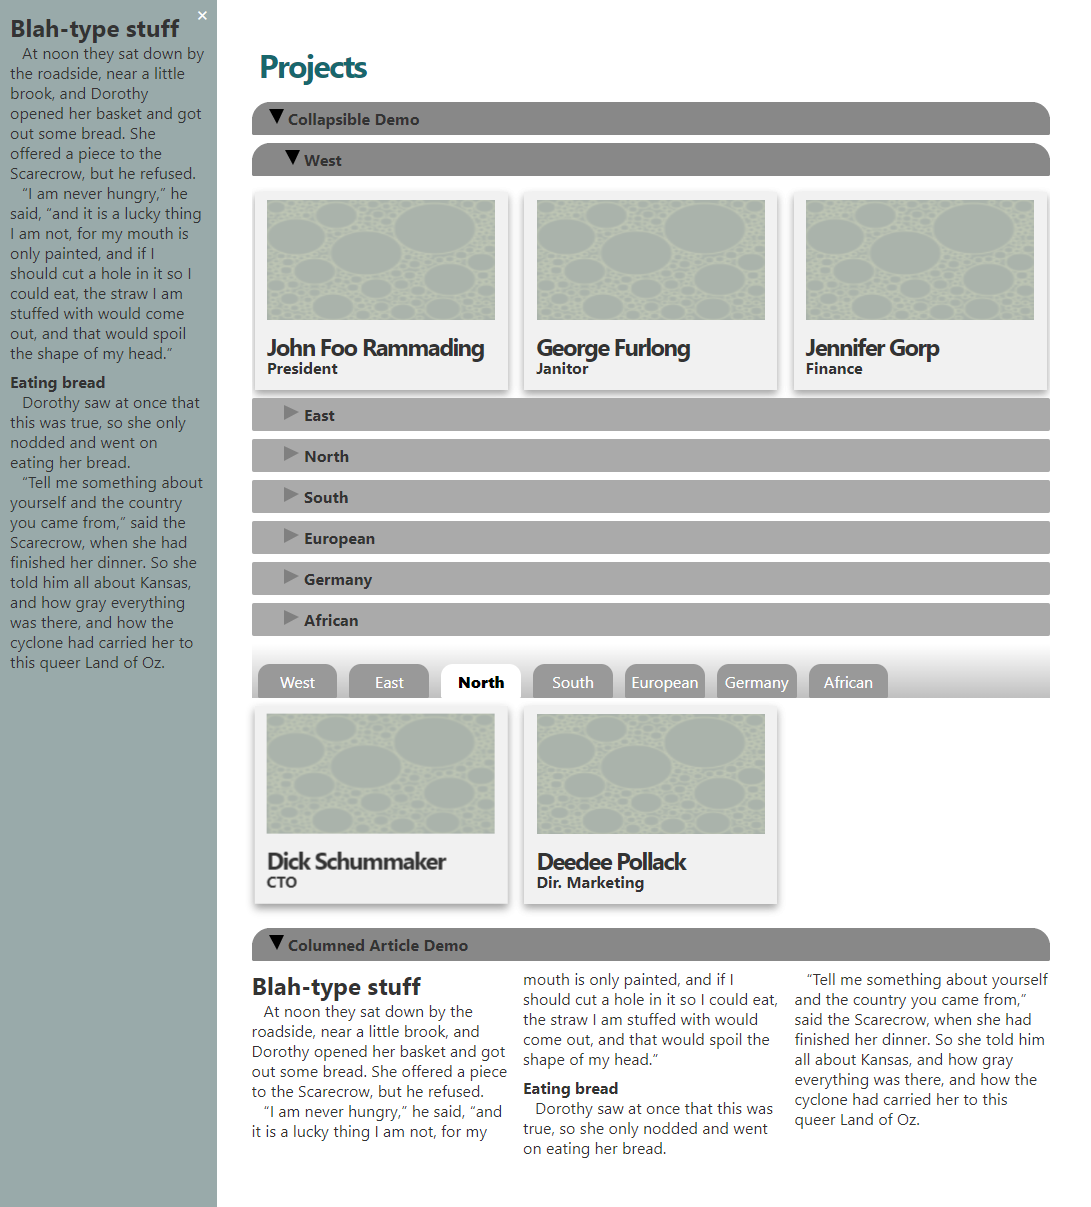 ×
Blah-type stuff
At noon they sat down by
the roadside, near a little
brook, and Dorothy
opened her basket and got
out some bread. She
offered a piece to the
Scarecrow, but he refused.
“I am never hungry,” he
said, “and it is a lucky thing
I am not, for my mouth is
only painted, and if I
should cut a hole in it so I
could eat, the straw I am
stuffed with would come
out, and that would spoil
the shape of my head.”
Eating bread
Dorothy saw at once that
this was true, so she only
nodded and went on
eating her bread.
“Tell me something about
yourself and the country
you came from,” said the
Scarecrow, when she had
finished her dinner. So she
told him all about Kansas,
and how gray everything
was there, and how the
cyclone had carried her to
this queer Land of Oz.
Projects
Collapsible Demo
West
John Foo Rammading
President
George Furlong
Janitor
Jennifer Gorp
Finance
East
North
South
European
Germany
African
West East North South European Germany African
Dick Schummaker
CTO
Deedee Pollack
Dir. Marketing
Columned Article Demo
Blah-type stuff
At noon they sat down by the
roadside, near a little brook, and
Dorothy opened her basket and got
out some bread. She offered a piece
to the Scarecrow, but he refused.
“I am never hungry,” he said, “and
it is a lucky thing I am not, for my
mouth is only painted, and if I
should cut a hole in it so I could eat,
the straw I am stuffed with would
come out, and that would spoil the
shape of my head.”
Eating bread
Dorothy saw at once that this was
true, so she only nodded and went
on eating her bread.
“Tell me something about yourself
and the country you came from,”
said the Scarecrow, when she had
finished her dinner. So she told him
all about Kansas, and how gray
everything was there, and how the
cyclone had carried her to this
queer Land of Oz.